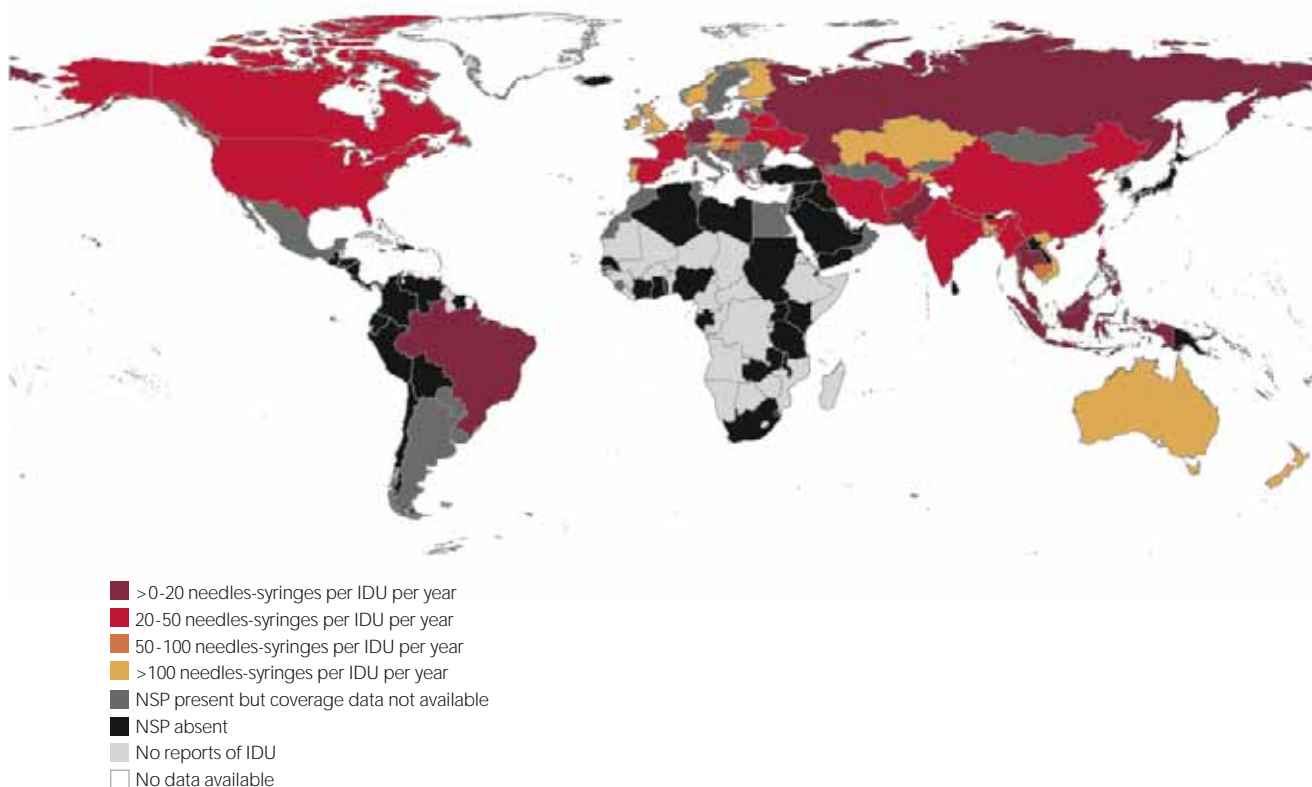 >0-20 needles-syringes per IDU per year
20-50 needles-syringes per IDU per year
50-100 needles-syringes per IDU per year
>100 needles-syringes per IDU per year
NSP present but coverage data not available
NSP absent
No reports of IDU
No data available